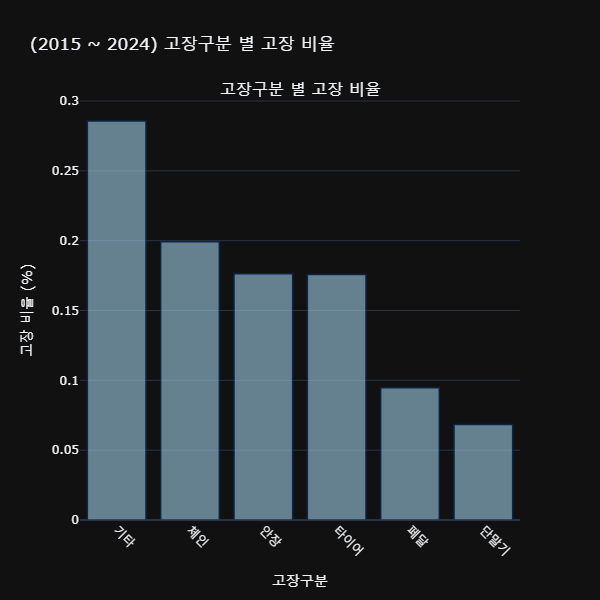 (2015 ~ 2024) 고장구분 별 고장 비율
고장구분 별 고장 비율
0.3
0.25
0.2
0.15
0.1
0.05
0
고장 비율 (%)
기타
체인
안장
타이어
페달
단말기
고장구분